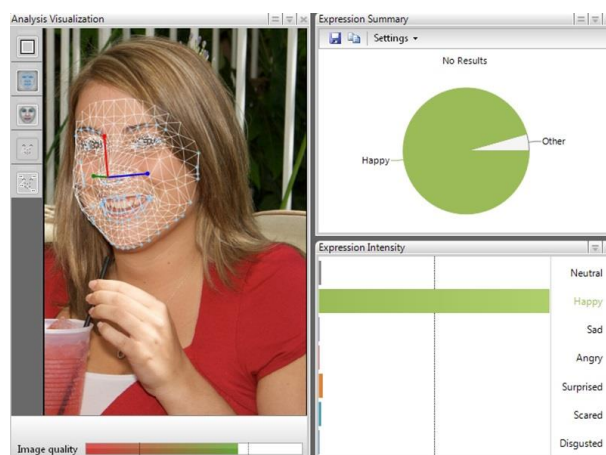 Analysis Visualization
Image quality
Expression Summary
Settings
No Results
Happy
Other
Expression Intensity
Neutral
Happy
Sad
Angry
Surprised
Scared
Disgusted